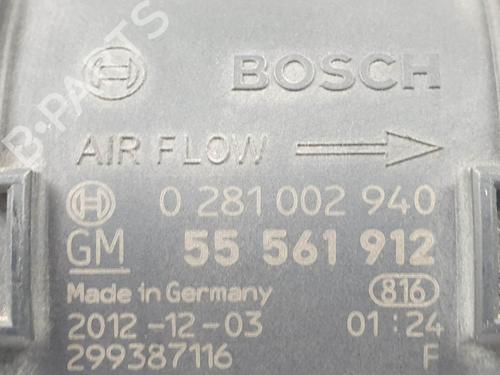 BOSCH
AIR FLOW
0 281 002 940
GM 55 561 912
Made in Germany 816
2012-12-03 01:24
299387116 F
B-PARTS